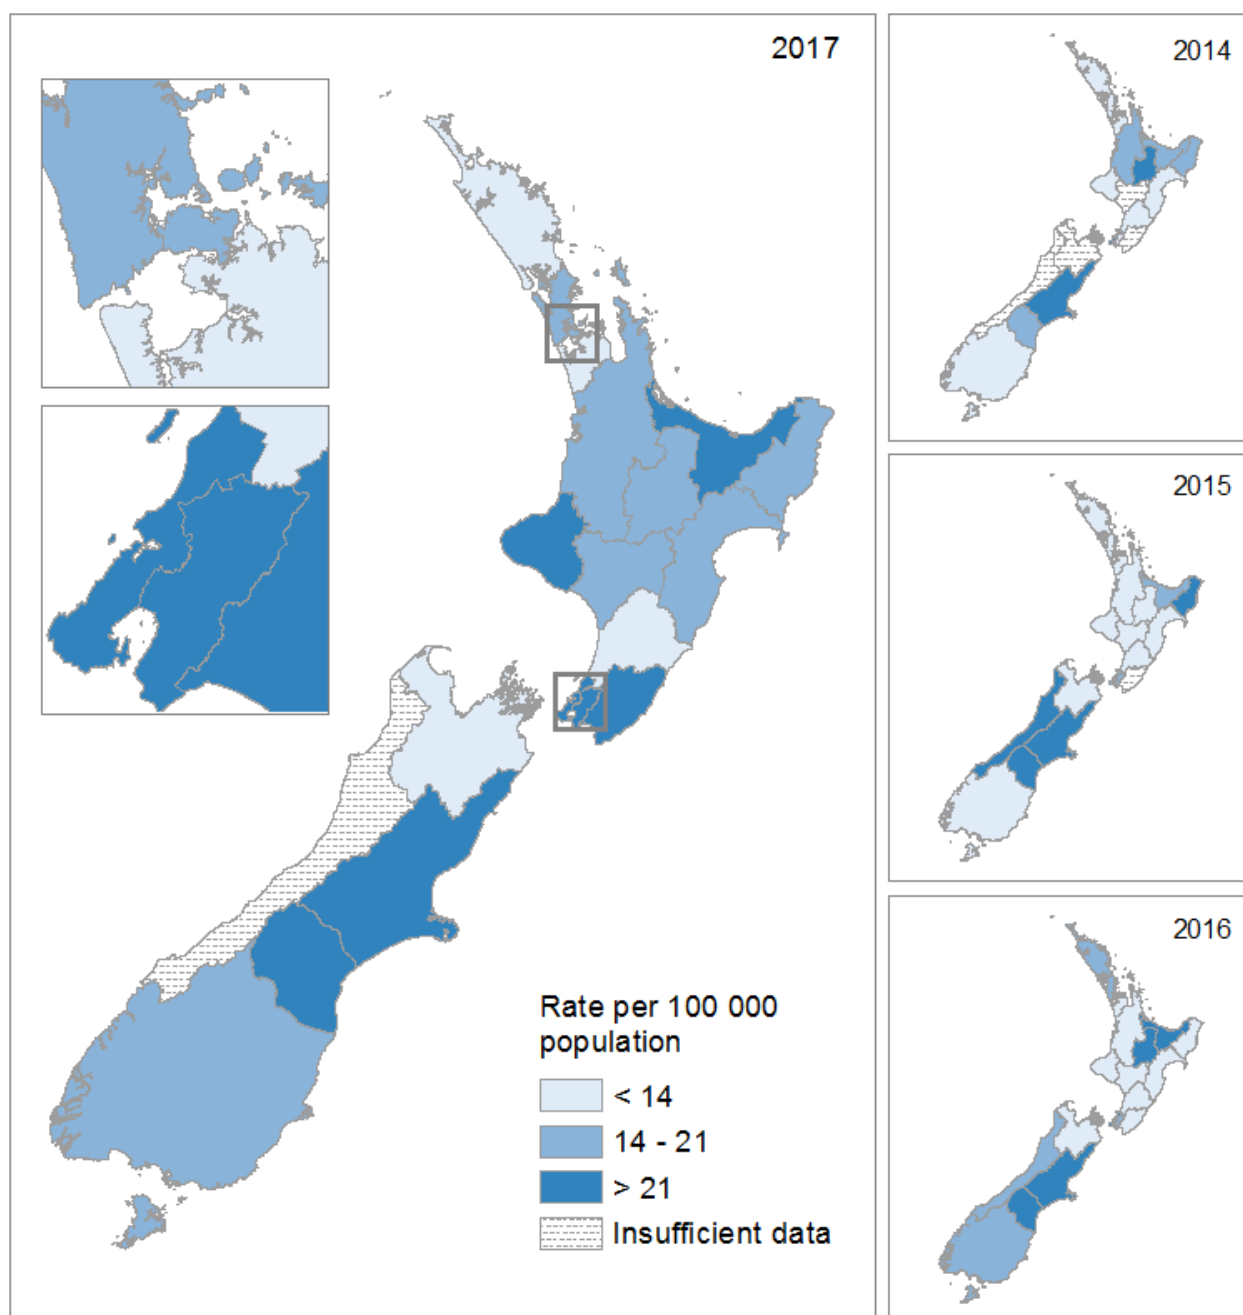 2017
2014
2015
2016
Rate per 100 000
population
< 14
14 - 21
> 21
Insufficient data